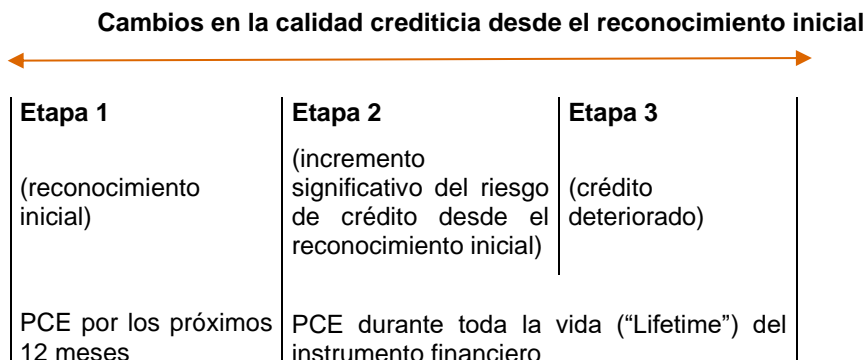 Cambios en la calidad crediticia desde el reconocimiento inicial
Etapa 1
(reconocimiento
inicial)
Etapa 2
(incremento
significativo del riesgo
de crédito desde el
reconocimiento inicial)
Etapa 3
(crédito
deteriorado)
PCE por los próximos
12 meses
PCE durante toda la vida (“Lifetime”) del
instrumento financiero